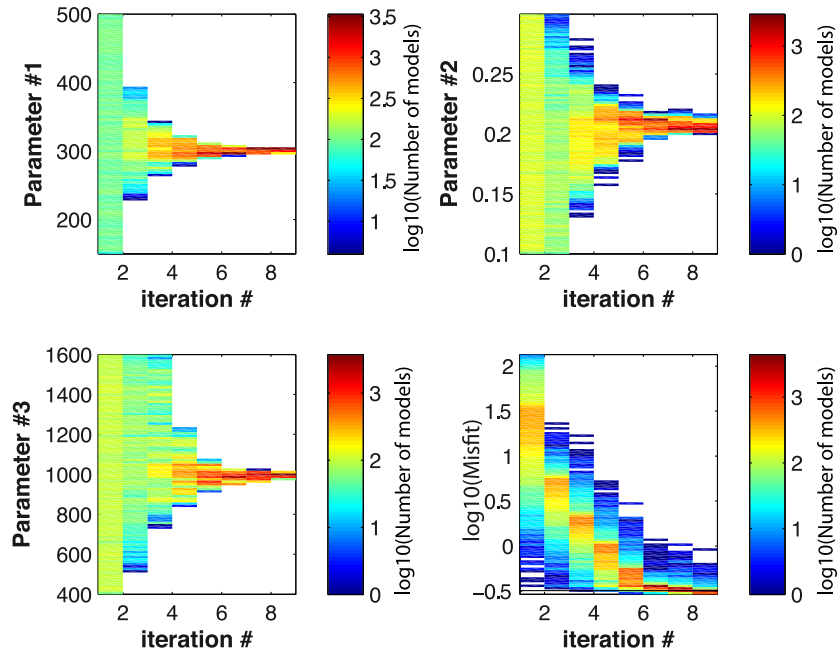 Parameter #1
500
400
300
200
2 4 6 8
iteration #
3.5
3
2.5
2
1.5
1
log10(Number of models)
Parameter #2
0.25
0.2
0.15
0.1
2 4 6 8
iteration #
3
2
1
0
log10(Number of models)
Parameter #3
1600
1400
1200
1000
800
600
400
2 4 6 8
iteration #
3
2
1
0
log10(Number of models)
log10(Misfit)
2
1.5
1
0.5
0
−0.5
2 4 6 8
iteration #
3
2
1
0
log10(Number of models)